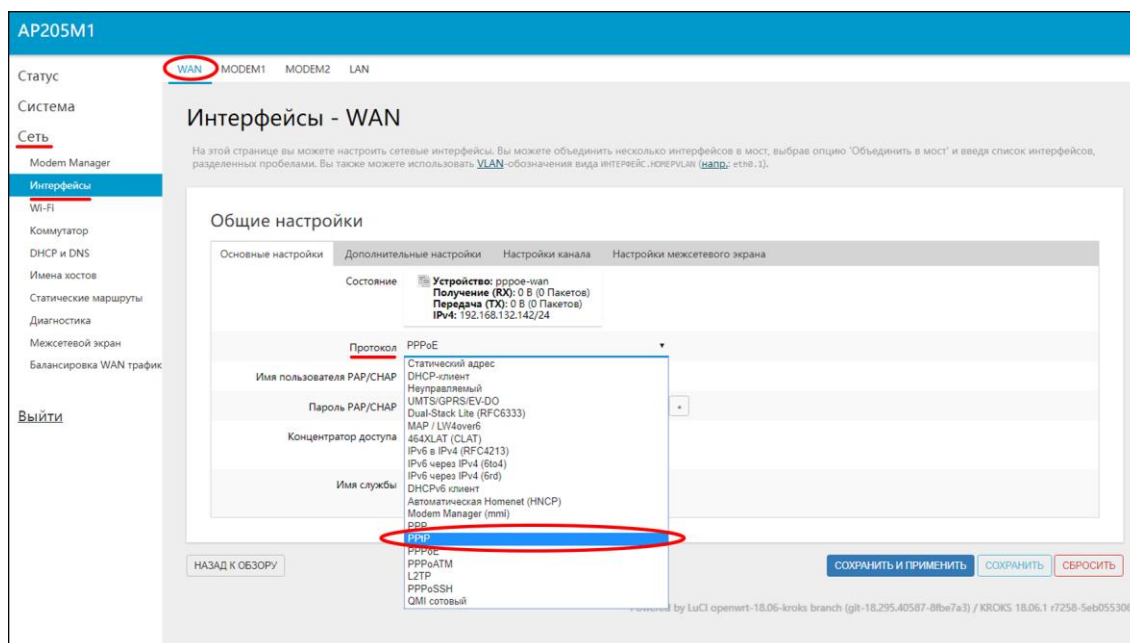 AP205M1
Статус
Система
Сеть
Modem Manager
Интерфейсы
Wi-Fi
Коммутатор
DHCP и DNS
Имена хостов
Статические маршруты
Диагностика
Межсетевой экран
Балансировка WAN трафик
Выйти
WAN MODEM1 MODEM2 LAN
Интерфейсы - WAN
На этой странице вы можете настроить сетевые интерфейсы. Вы можете объединить несколько интерфейсов в мост, выбрав опцию 'Объединить в мост' и введя список интерфейсов,
разделенных пробелами. Вы также можете использовать VLAN-обозначения вида ИНТЕРФЕЙС.НОМЕРVLAN (напр.: eth0.1).
Общие настройки
Основные настройки Дополнительные настройки Настройки канала Настройки межсетевого экрана
Состояние
Устройство: pppoe-wan
Получение (RX): 0 B (0 Пакетов)
Передача (TX): 0 B (0 Пакетов)
IPv4: 192.168.132.142/24
Протокол PPPoE
Имя пользователя PAP/CHAP
Пароль PAP/CHAP
Концентратор доступа
Имя службы
Статический адрес
DHCP-клиент
Неуправляемый
UMTS/GPRS/EV-DO
Dual-Stack Lite (RFC6333)
MAP / LW4over6
464XLAT (CLAT)
IPv6 в IPv4 (RFC4213)
IPv6 через IPv4 (6to4)
IPv6 через IPv4 (6rd)
DHCPv6 клиент
Автоматическая Homenet (HNCP)
Modem Manager (mmi)
PPP
PPtP
PPPoE
PPPoATM
L2TP
PPPoSSH
QMI сотовый
НАЗАД К ОБЗОРУ СОХРАНИТЬ И ПРИМЕНИТЬ СОХРАНИТЬ СБРОСИТЬ
Powered by LuCI openwrt-18.06-kroks branch (git-18.295.40587-8fbe7a3) / KROKS 18.06.1 r7258-5eb055306